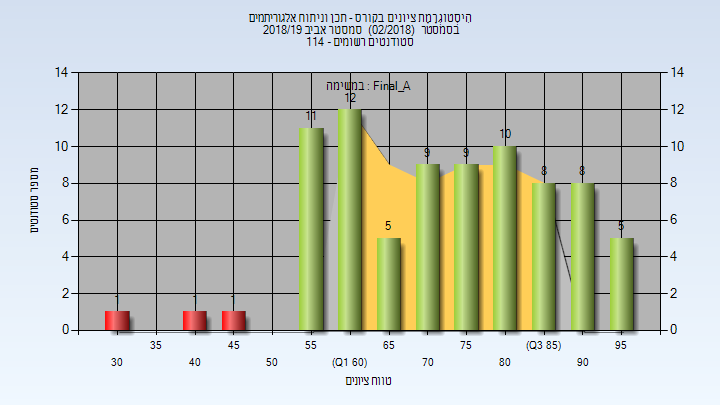 היסטוגרמת ציונים בקורס - תכן וניתוח אלגוריתמים
בסמסטר (02/2018) סמסטר אביב 2018/19
סטודנטים רשומים - 114
במשימה : Final_A
מספר סטודנטים
14 14
12 12
10 10
8 8
6 6
4 4
2 2
0 0
1 1 1 11 12 5 9 9 10 8 8 5
35 45 55 65 75 (Q3 85) 95
30 40 50 (Q1 60) 70 80 90
טווח ציונים